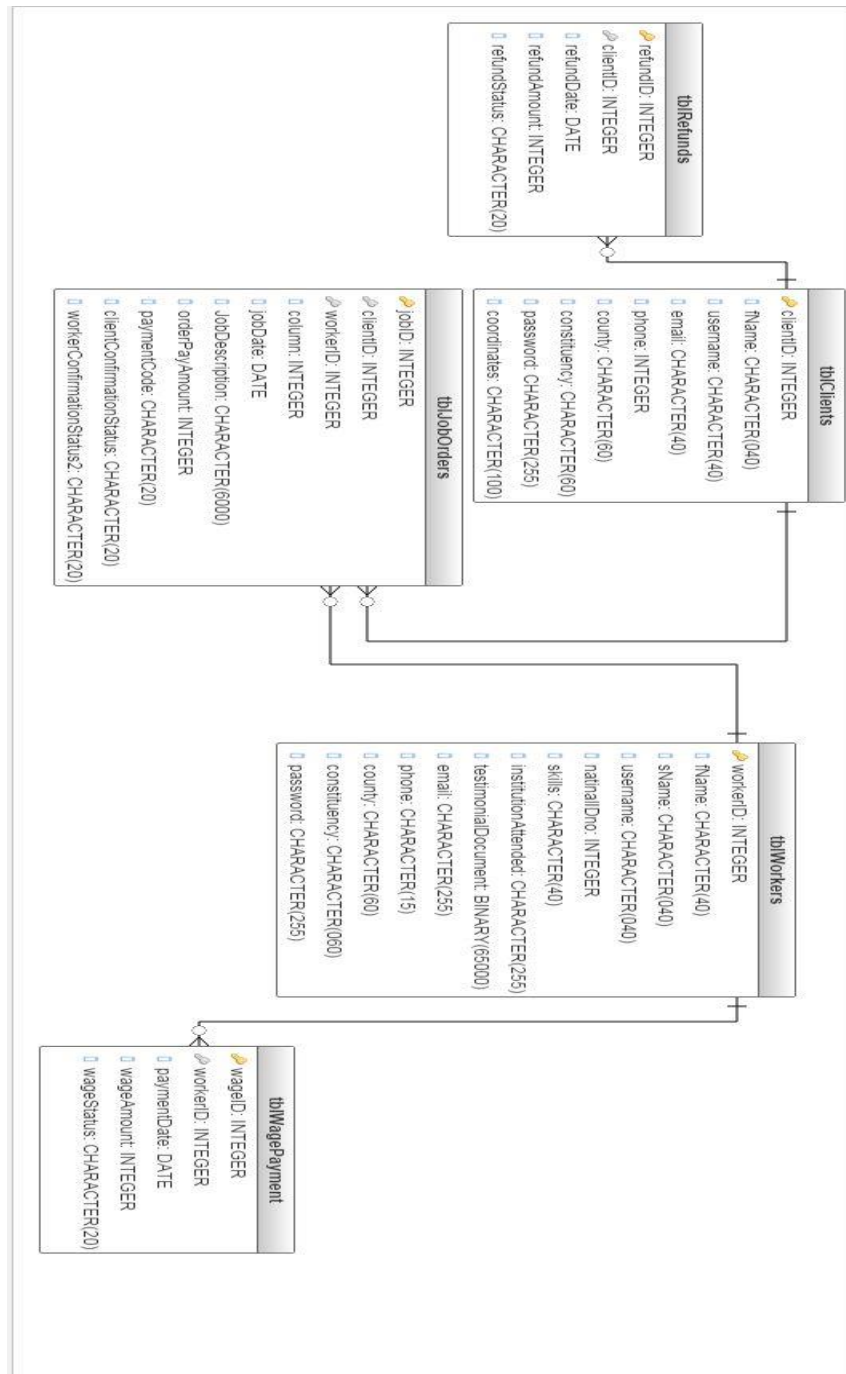 tblRefunds
refundID: INTEGER
clientID: INTEGER
refundDate: DATE
refundAmount: INTEGER
refundStatus: CHARACTER(20)
tblClients
clientID: INTEGER
fName: CHARACTER(040)
username: CHARACTER(40)
email: CHARACTER(40)
phone: INTEGER
county: CHARACTER(60)
constituency: CHARACTER(60)
password: CHARACTER(255)
coordinates: CHARACTER(100)
tblJobOrders
jobID: INTEGER
clientID: INTEGER
workerID: INTEGER
column: INTEGER
jobDate: DATE
JobDescription: CHARACTER(6000)
orderPayAmount: INTEGER
paymentCode: CHARACTER(20)
clientConfirmationStatus: CHARACTER(20)
workerConfirmationStatus2: CHARACTER(20)
tblWorkers
workerID: INTEGER
fName: CHARACTER(40)
sName: CHARACTER(040)
username: CHARACTER(040)
natinalIDno: INTEGER
skills: CHARACTER(40)
institutionAttended: CHARACTER(255)
testimonialDocument: BINARY(65000)
email: CHARACTER(255)
phone: CHARACTER(15)
county: CHARACTER(60)
constituency: CHARACTER(060)
password: CHARACTER(255)
tblWagePayment
wageID: INTEGER
workerID: INTEGER
paymentDate: DATE
wageAmount: INTEGER
wageStatus: CHARACTER(20)